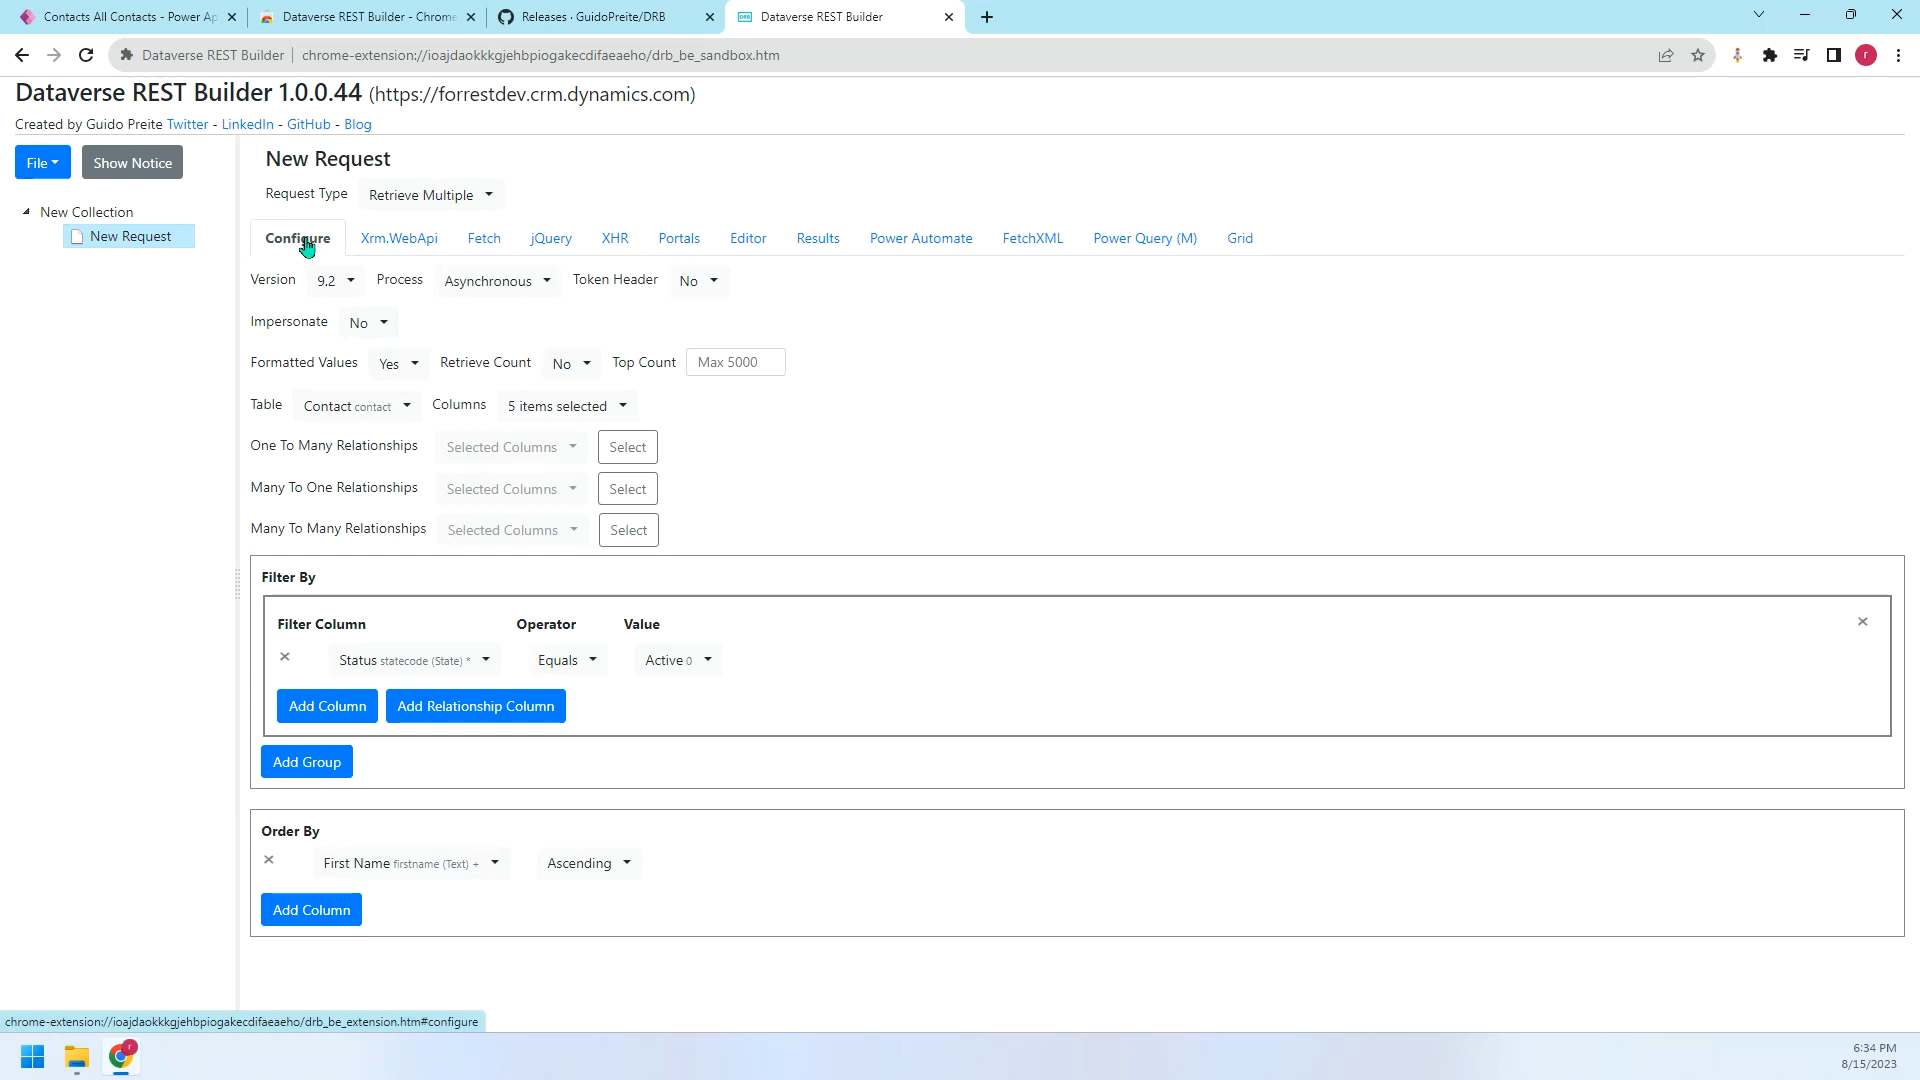 Contacts All Contacts - Power Ap
Dataverse REST Builder - Chrome
Releases · GuidoPreite/DRB
Dataverse REST Builder
Dataverse REST Builder | chrome-extension://ioajdaokkkgjehbpiogakecdifaeaeho/drb_be_sandbox.htm
r
Dataverse REST Builder 1.0.0.44 (https://forrestdev.crm.dynamics.com)
Created by Guido Preite Twitter - LinkedIn - GitHub - Blog
File
Show Notice
New Collection
New Request
New Request
Request Type Retrieve Multiple
Configure Xrm.WebApi Fetch jQuery XHR Portals Editor Results Power Automate FetchXML Power Query (M) Grid
Version 9.2 Process Asynchronous Token Header No
Impersonate No
Formatted Values Yes Retrieve Count No Top Count Max 5000
Table Contact contact Columns 5 items selected
One To Many Relationships Selected Columns Select
Many To One Relationships Selected Columns Select
Many To Many Relationships Selected Columns Select
Filter By
Filter Column Operator Value
Status statecode (State) * Equals Active 0
Add Column Add Relationship Column
Add Group
Order By
First Name firstname (Text) + Ascending
Add Column
chrome-extension://ioajdaokkkgjehbpiogakecdifaeaeho/drb_be_extension.htm#configure
r
6:34 PM
8/15/2023